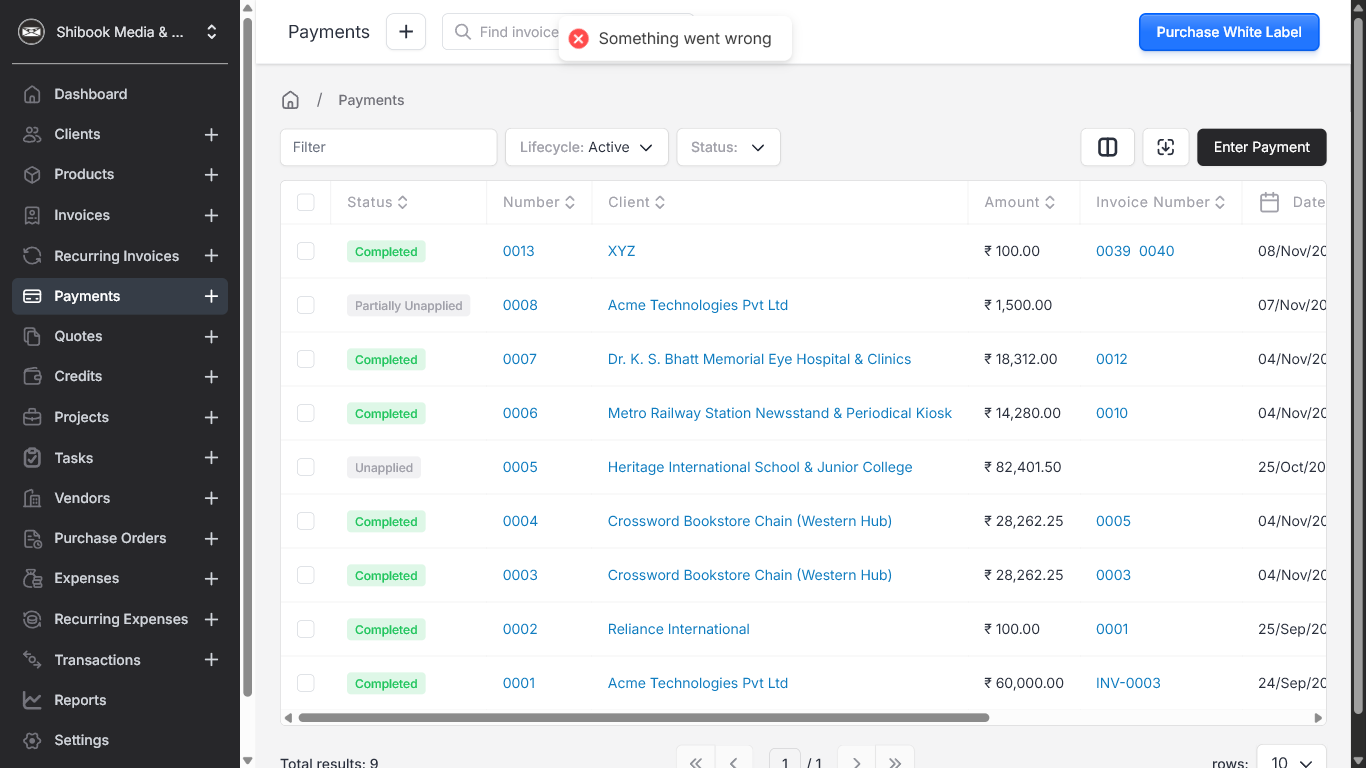 Shibook Media & ...
Dashboard
Clients
Products
Invoices
Recurring Invoices
Payments
Quotes
Credits
Projects
Tasks
Vendors
Purchase Orders
Expenses
Recurring Expenses
Transactions
Reports
Settings
Payments
Find invoice
Something went wrong
Purchase White Label
/ Payments
Filter
Lifecycle: Active
Status:
Enter Payment
Status Number Client Amount Invoice Number Date
Completed 0013 XYZ ₹ 100.00 0039 0040 08/Nov/20
Partially Unapplied 0008 Acme Technologies Pvt Ltd ₹ 1,500.00 07/Nov/20
Completed 0007 Dr. K. S. Bhatt Memorial Eye Hospital & Clinics ₹ 18,312.00 0012 04/Nov/20
Completed 0006 Metro Railway Station Newsstand & Periodical Kiosk ₹ 14,280.00 0010 04/Nov/20
Unapplied 0005 Heritage International School & Junior College ₹ 82,401.50 25/Oct/20
Completed 0004 Crossword Bookstore Chain (Western Hub) ₹ 28,262.25 0005 04/Nov/20
Completed 0003 Crossword Bookstore Chain (Western Hub) ₹ 28,262.25 0003 04/Nov/20
Completed 0002 Reliance International ₹ 100.00 0001 25/Sep/20
Completed 0001 Acme Technologies Pvt Ltd ₹ 60,000.00 INV-0003 24/Sep/20
Total results: 9
1 / 1
rows: 10